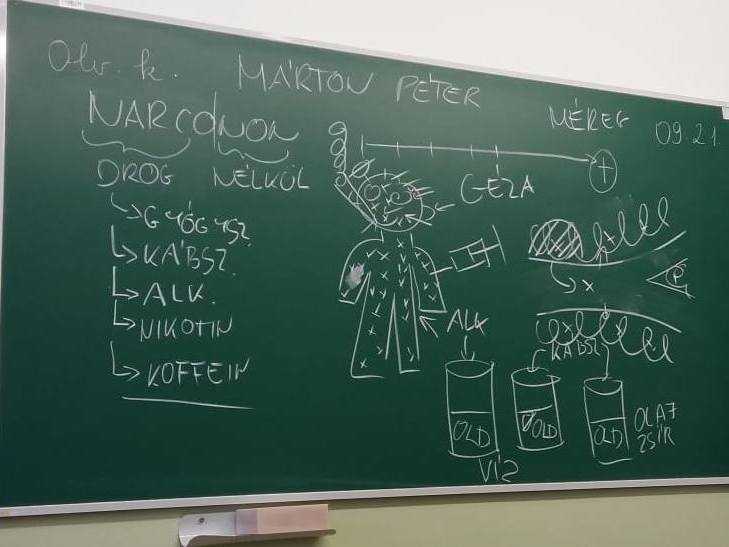 Olv. k.
MÁRTON PÉTER
NARCONON
MÉREG
09 21
DROG NÉLKÜL
GYÓGYSZ.
KÁBSZ.
ALK.
NIKOTIN
KOFFEIN
GÉZA
x
ALK
KÁBSZ
OLD
OLD
OLD
OLAJ
ZSÍR
VÍZ